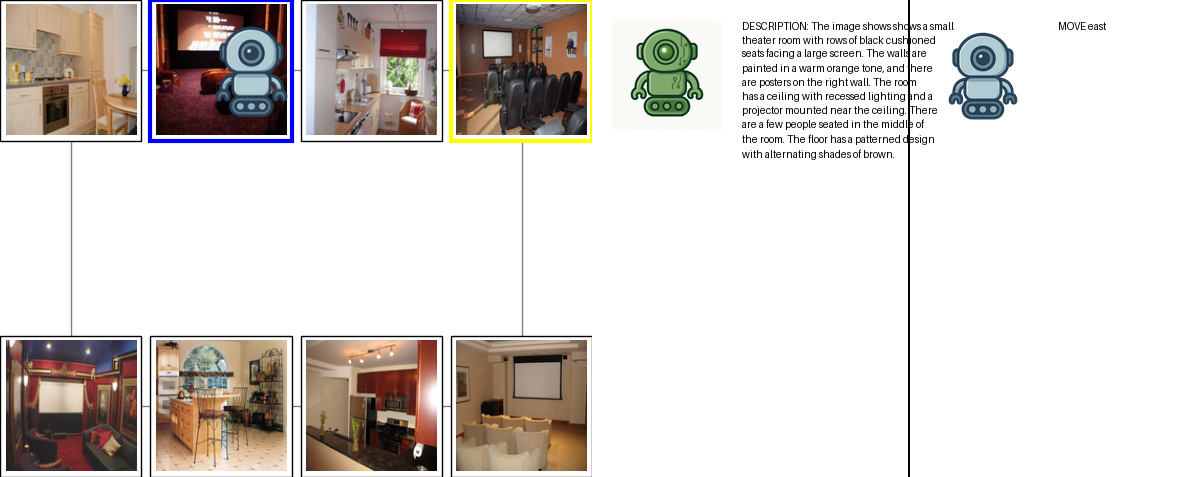 DESCRIPTION: The image shows shows a small
theater room with rows of black cushioned
seats facing a large screen. The walls are
painted in a warm orange tone, and there
are posters on the right wall. The room
has a ceiling with recessed lighting and a
projector mounted near the ceiling. There
are a few people seated in the middle of
the room. The floor has a patterned design
with alternating shades of brown.
MOVE east